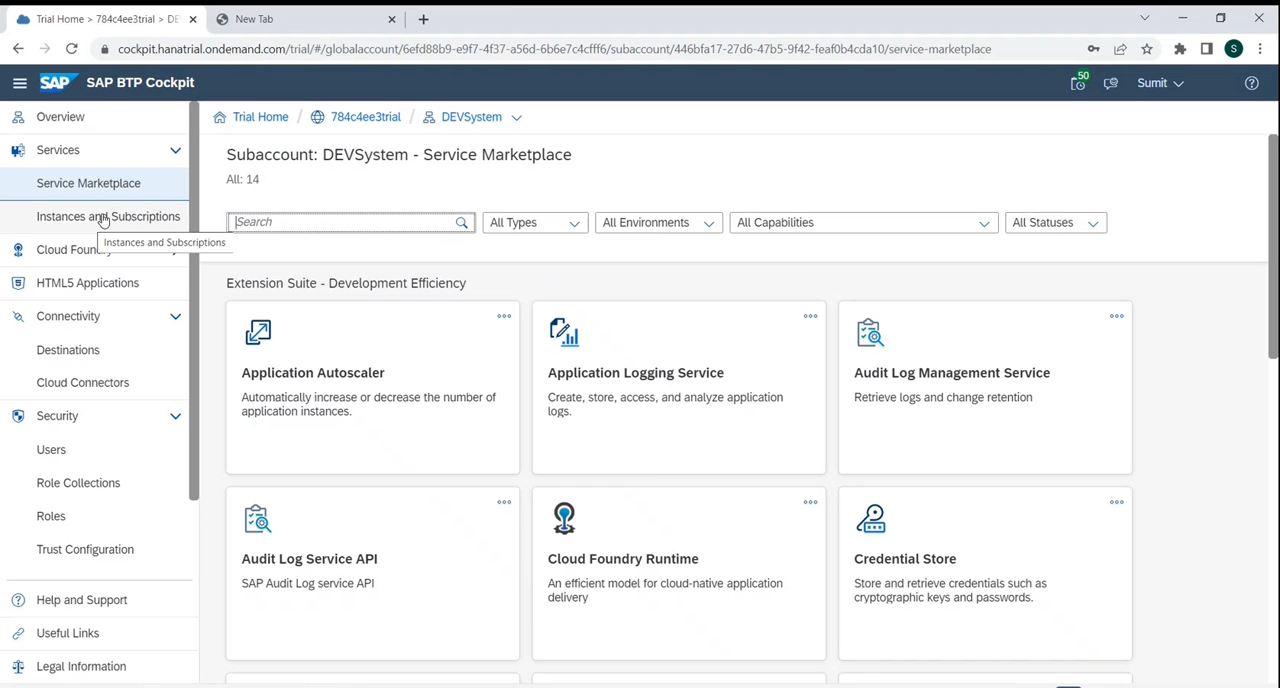 Trial Home > 784c4ee3trial > DE
New Tab
cockpit.hanatrial.ondemand.com/trial/#/globalaccount/6efd88b9-e9f7-4f37-a56d-6b6e7c4cfff6/subaccount/446bfa17-27d6-47b5-9f42-feaf0b4cda10/service-marketplace
S
SAP SAP BTP Cockpit
50
Sumit
Overview
Services
Service Marketplace
Instances and Subscriptions
Instances and Subscriptions
Cloud Foun
HTML5 Applications
Connectivity
Destinations
Cloud Connectors
Security
Users
Role Collections
Roles
Trust Configuration
Help and Support
Useful Links
Legal Information
Trial Home / 784c4ee3trial / DEVSystem
Subaccount: DEVSystem - Service Marketplace
All: 14
Search
All Types
All Environments
All Capabilities
All Statuses
Extension Suite - Development Efficiency
Application Autoscaler
Automatically increase or decrease the number of
application instances.
Application Logging Service
Create, store, access, and analyze application
logs.
Audit Log Management Service
Retrieve logs and change retention
Audit Log Service API
SAP Audit Log service API
Cloud Foundry Runtime
An efficient model for cloud-native application
delivery
Credential Store
Store and retrieve credentials such as
cryptographic keys and passwords.